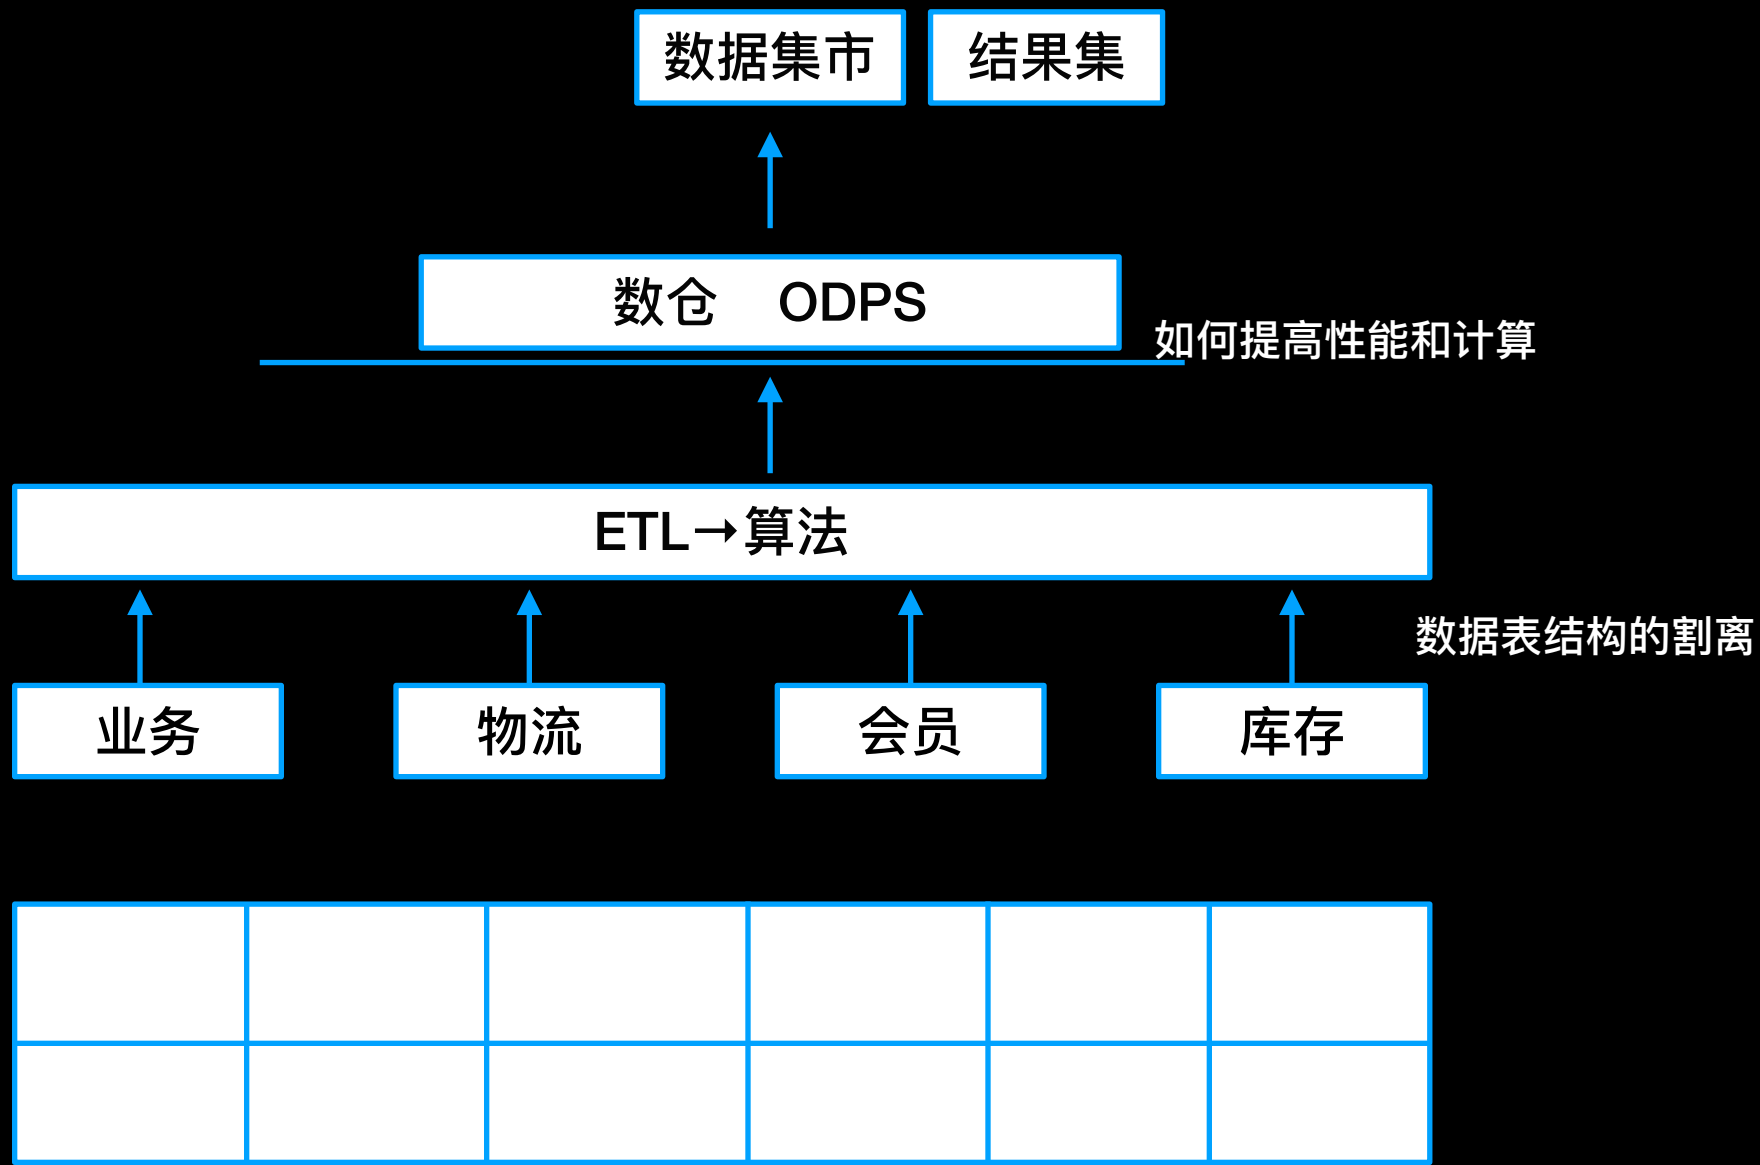 数据集市 结果集
数仓 ODPS
如何提高性能和计算
ETL→算法
数据表结构的割离
业务 物流 会员 库存